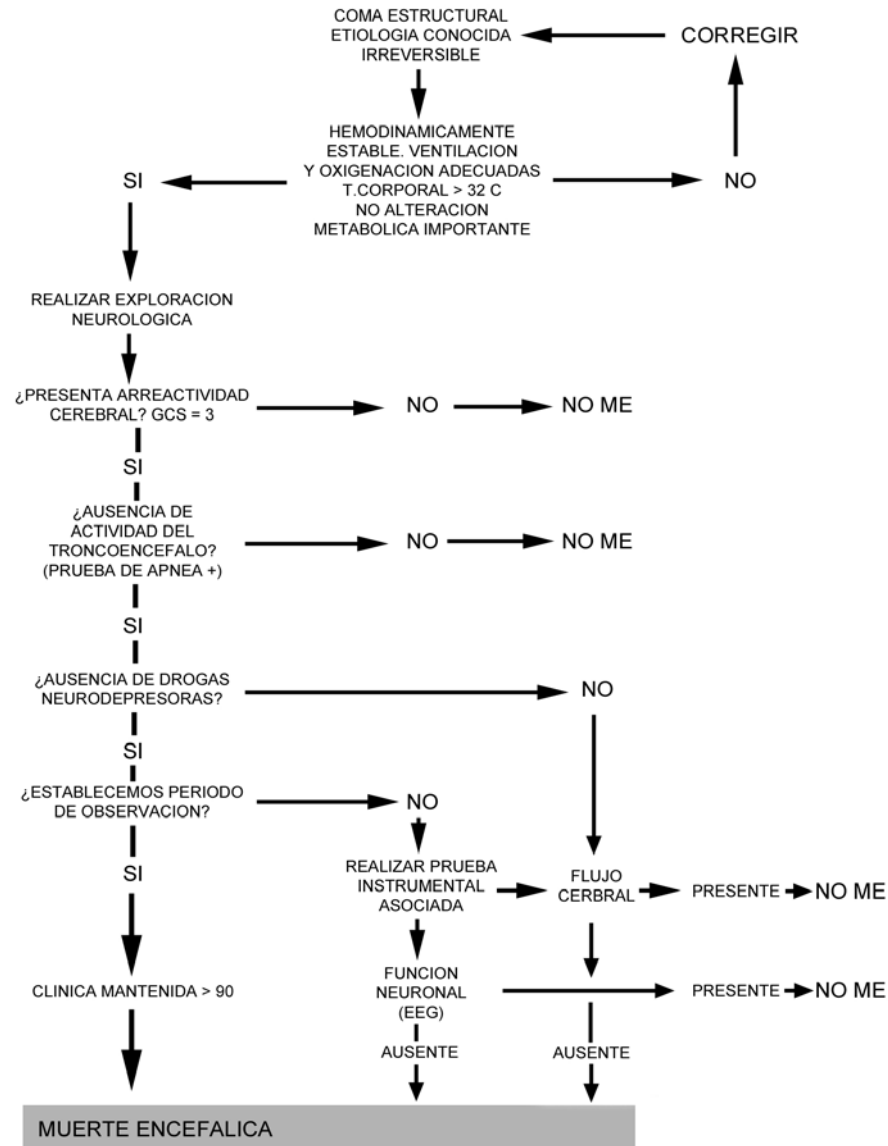 COMA ESTRUCTURAL
ETIOLOGIA CONOCIDA
IRREVERSIBLE
CORREGIR
HEMODINAMICAMENTE
ESTABLE. VENTILACION
Y OXIGENACION ADECUADAS
T.CORPORAL > 32 C
NO ALTERACION
METABOLICA IMPORTANTE
SI
NO
REALIZAR EXPLORACION
NEUROLOGICA
¿PRESENTA ARREACTIVIDAD
CEREBRAL? GCS = 3
NO
NO ME
SI
¿AUSENCIA DE
ACTIVIDAD DEL
TRONCOENCEFALO?
(PRUEBA DE APNEA +)
NO
NO ME
SI
¿AUSENCIA DE DROGAS
NEURODEPRESORAS?
NO
SI
¿ESTABLECEMOS PERIODO
DE OBSERVACION?
NO
SI
REALIZAR PRUEBA
INSTRUMENTAL
ASOCIADA
FLUJO
CERBRAL
PRESENTE
NO ME
CLINICA MANTENIDA > 90
FUNCION
NEURONAL
(EEG)
PRESENTE
NO ME
AUSENTE
AUSENTE
MUERTE ENCEFALICA